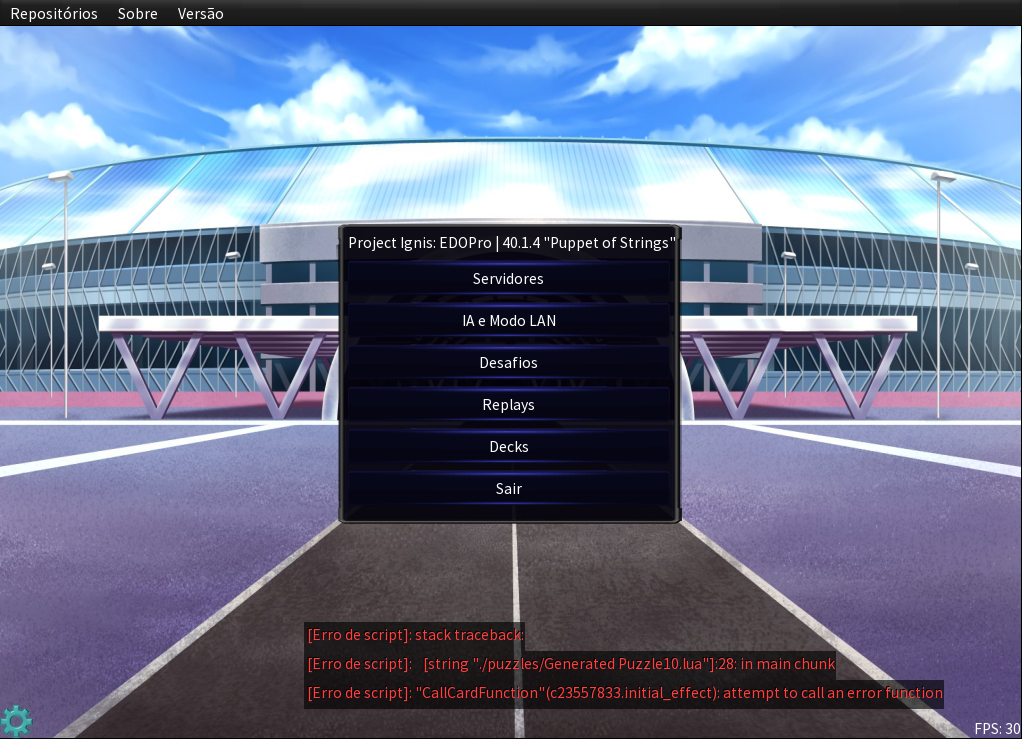 Repositórios Sobre Versão
Project Ignis: EDOPro | 40.1.4 "Puppet of Strings"
Servidores
IA e Modo LAN
Desafios
Replays
Decks
Sair
[Erro de script]: stack traceback:
[Erro de script]: [string "./puzzles/Generated Puzzle10.lua"]:28: in main chunk
[Erro de script]: "CallCardFunction"(c23557833.initial_effect): attempt to call an error function
FPS: 30